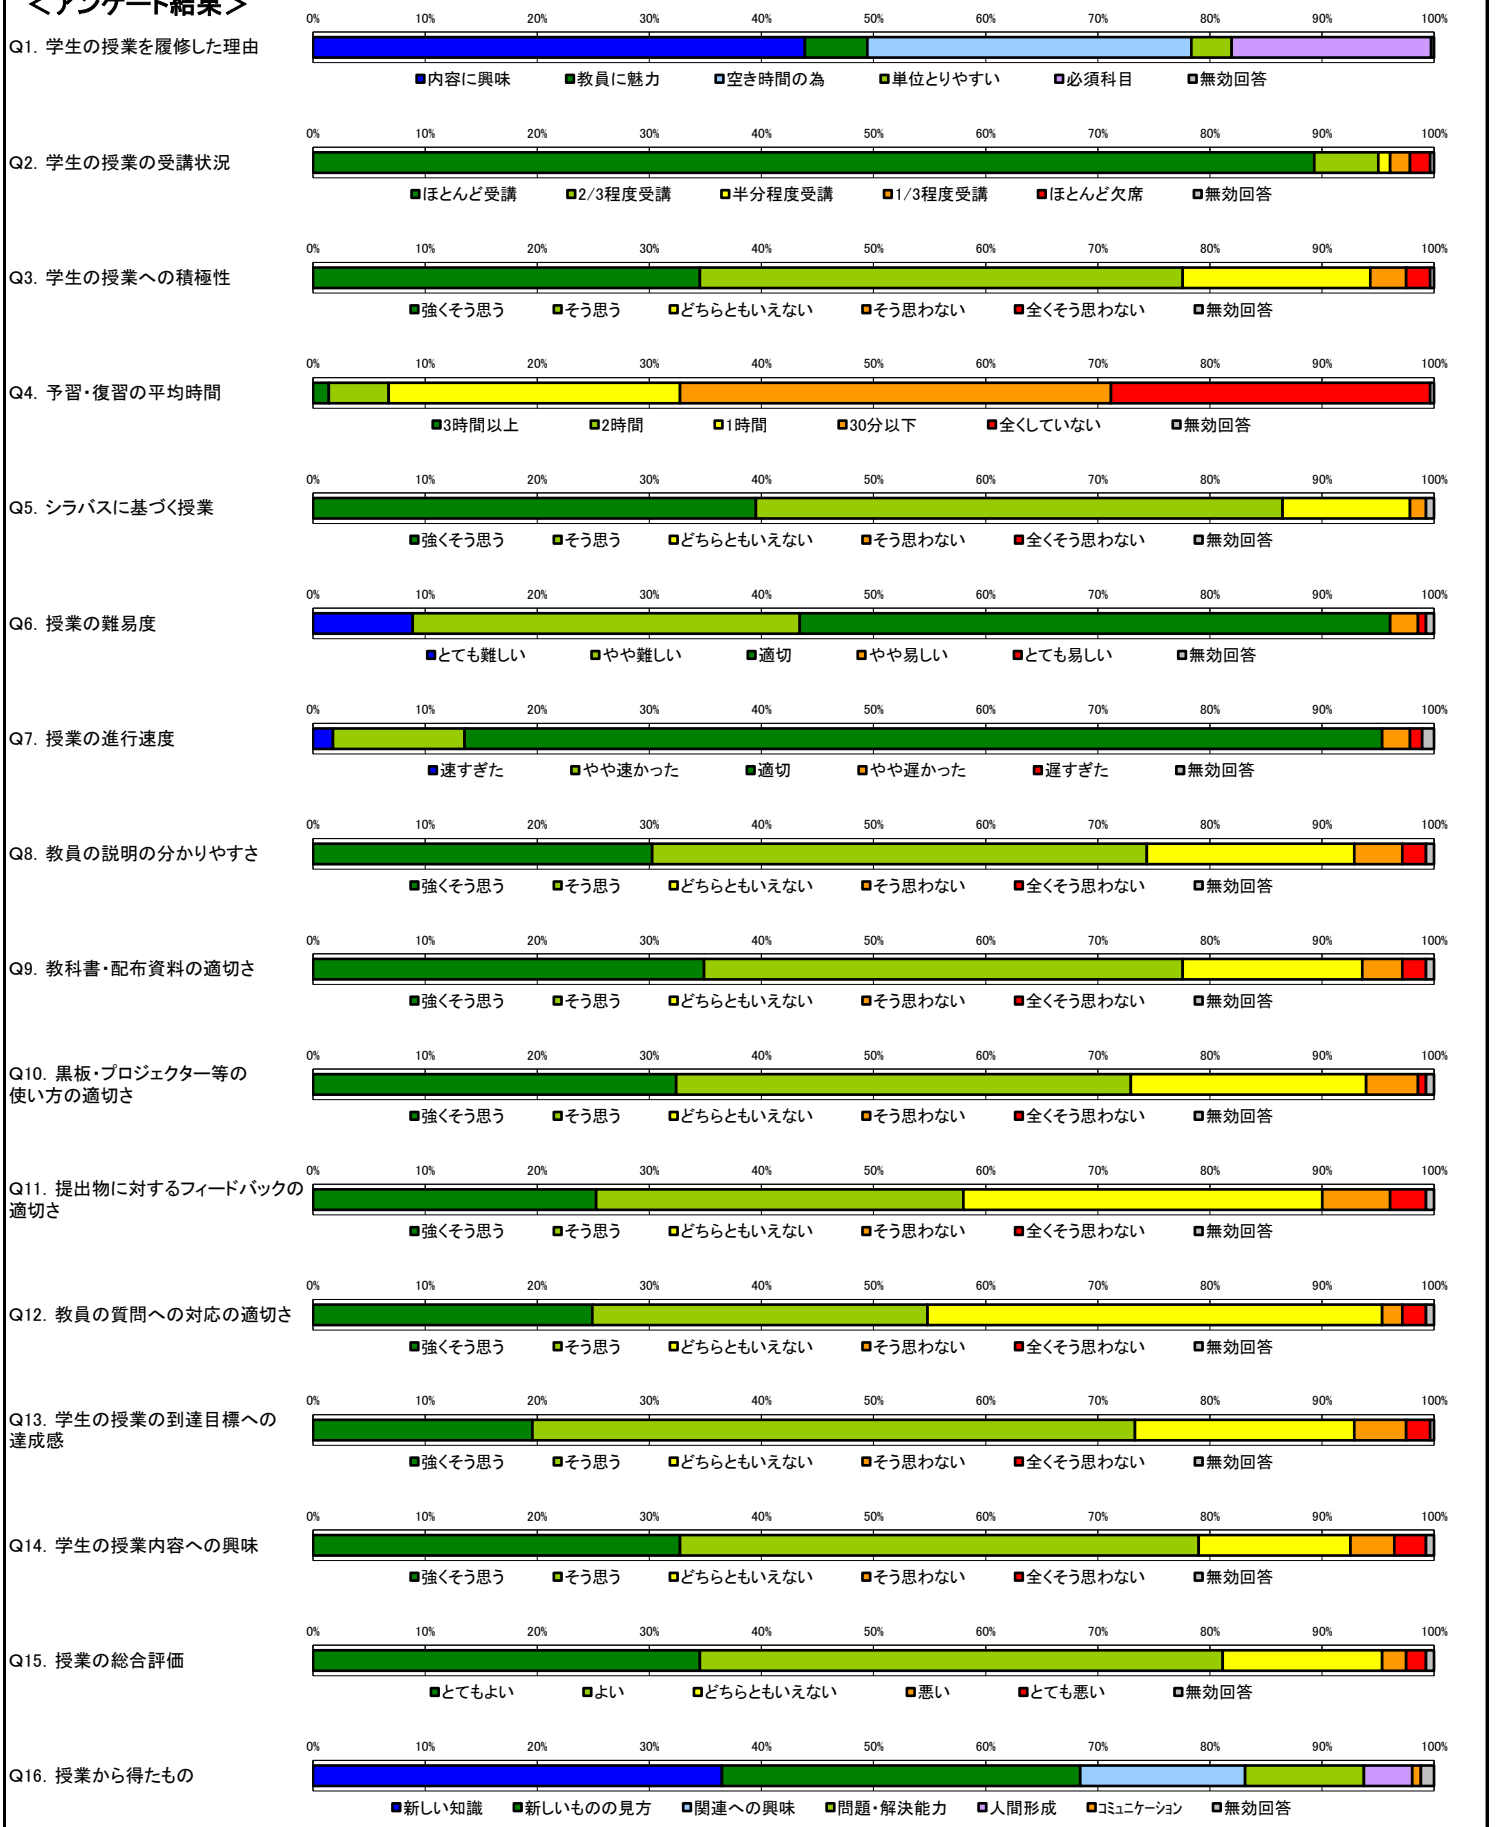 ＜アンケート結果＞
0% 10% 20% 30% 40% 50% 60% 70% 80% 90% 100%
Q1. 学生の授業を履修した理由
内容に興味 教員に魅力 空き時間の為 単位とりやすい 必須科目 無効回答
0% 10% 20% 30% 40% 50% 60% 70% 80% 90% 100%
Q2. 学生の授業の受講状況
ほとんど受講 2/3程度受講 半分程度受講 1/3程度受講 ほとんど欠席 無効回答
0% 10% 20% 30% 40% 50% 60% 70% 80% 90% 100%
Q3. 学生の授業への積極性
強くそう思う そう思う どちらともいえない そう思わない 全くそう思わない 無効回答
0% 10% 20% 30% 40% 50% 60% 70% 80% 90% 100%
Q4. 予習・復習の平均時間
3時間以上 2時間 1時間 30分以下 全くしていない 無効回答
0% 10% 20% 30% 40% 50% 60% 70% 80% 90% 100%
Q5. シラバスに基づく授業
強くそう思う そう思う どちらともいえない そう思わない 全くそう思わない 無効回答
0% 10% 20% 30% 40% 50% 60% 70% 80% 90% 100%
Q6. 授業の難易度
とても難しい やや難しい 適切 やや易しい とても易しい 無効回答
0% 10% 20% 30% 40% 50% 60% 70% 80% 90% 100%
Q7. 授業の進行速度
速すぎた やや速かった 適切 やや遅かった 遅すぎた 無効回答
0% 10% 20% 30% 40% 50% 60% 70% 80% 90% 100%
Q8. 教員の説明の分かりやすさ
強くそう思う そう思う どちらともいえない そう思わない 全くそう思わない 無効回答
0% 10% 20% 30% 40% 50% 60% 70% 80% 90% 100%
Q9. 教科書・配布資料の適切さ
強くそう思う そう思う どちらともいえない そう思わない 全くそう思わない 無効回答
0% 10% 20% 30% 40% 50% 60% 70% 80% 90% 100%
Q10. 黒板・プロジェクター等の
使い方の適切さ
強くそう思う そう思う どちらともいえない そう思わない 全くそう思わない 無効回答
0% 10% 20% 30% 40% 50% 60% 70% 80% 90% 100%
Q11. 提出物に対するフィードバックの
適切さ
強くそう思う そう思う どちらともいえない そう思わない 全くそう思わない 無効回答
0% 10% 20% 30% 40% 50% 60% 70% 80% 90% 100%
Q12. 教員の質問への対応の適切さ
強くそう思う そう思う どちらともいえない そう思わない 全くそう思わない 無効回答
0% 10% 20% 30% 40% 50% 60% 70% 80% 90% 100%
Q13. 学生の授業の到達目標への
達成感
強くそう思う そう思う どちらともいえない そう思わない 全くそう思わない 無効回答
0% 10% 20% 30% 40% 50% 60% 70% 80% 90% 100%
Q14. 学生の授業内容への興味
強くそう思う そう思う どちらともいえない そう思わない 全くそう思わない 無効回答
0% 10% 20% 30% 40% 50% 60% 70% 80% 90% 100%
Q15. 授業の総合評価
とてもよい よい どちらともいえない 悪い とても悪い 無効回答
0% 10% 20% 30% 40% 50% 60% 70% 80% 90% 100%
Q16. 授業から得たもの
新しい知識 新しいものの見方 関連への興味 問題・解決能力 人間形成 ｺﾐｭﾆｹｰｼｮﾝ 無効回答